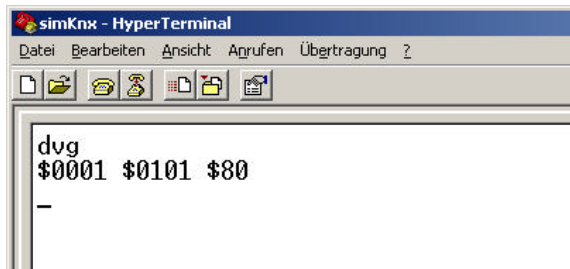 simKnx - HyperTerminal
Datei Bearbeiten Ansicht Anrufen Übertragung ?
dvg
$0001 $0101 $80
_